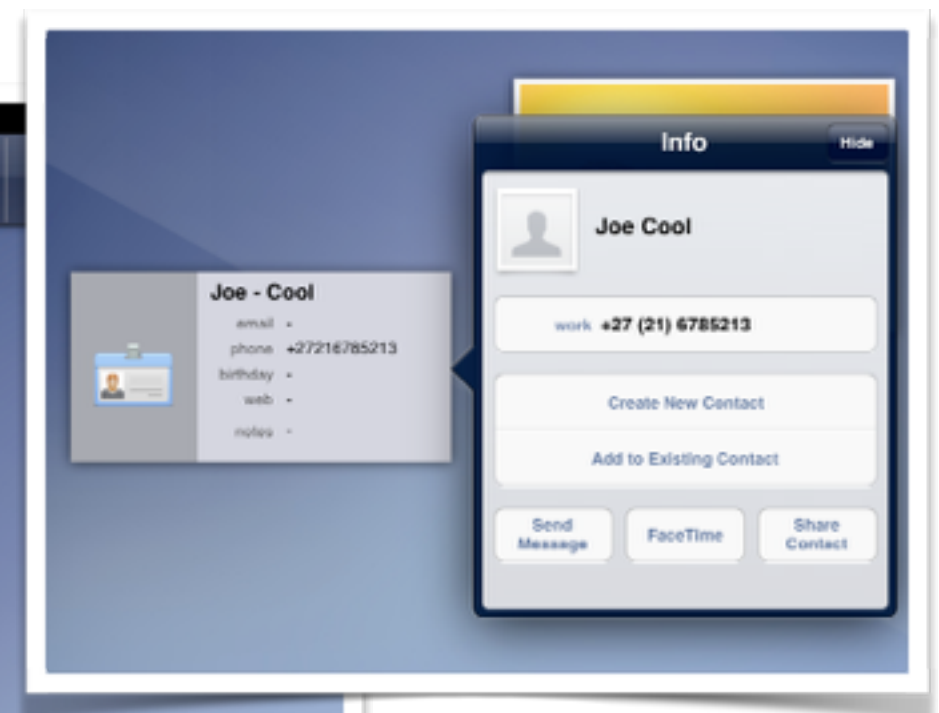 Info
Hide
Joe Cool
work +27 (21) 6785213
Create New Contact
Add to Existing Contact
Send
Message
FaceTime
Share
Contact
Joe - Cool
email -
phone +27216785213
birthday -
web -
notes -